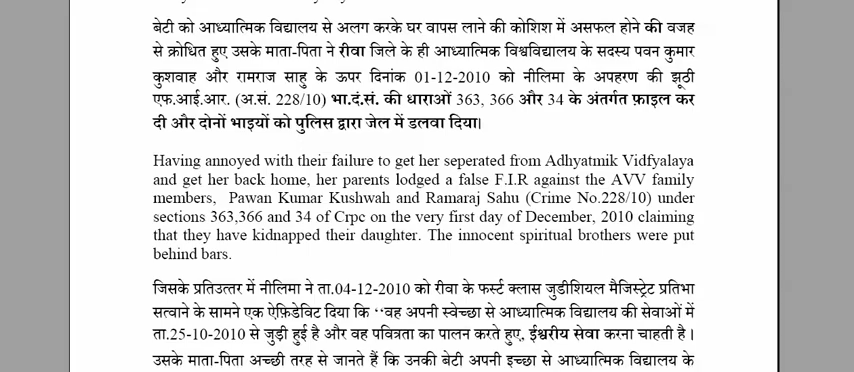 बेटी को आध्यात्मिक विद्यालय से अलग करके घर वापस लाने की कोशिश में असफल होने की वजह
से क्रोधित हुए उसके माता-पिता ने रीवा जिले के ही आध्यात्मिक विश्वविद्यालय के सदस्य पवन कुमार
कुशवाह और रामराज साहु के ऊपर दिनांक 01-12-2010 को नीलिमा के अपहरण की झूठी
एफ.आई.आर. (अ.सं. 228/10) भा.दं.सं. की धाराओं 363, 366 और 34 के अंतर्गत फ़ाइल कर
दी और दोनों भाइयों को पुलिस द्वारा जेल में डलवा दिया।
Having annoyed with their failure to get her seperated from Adhyatmik Vidfyalaya
and get her back home, her parents lodged a false F.I.R against the AVV family
members, Pawan Kumar Kushwah and Ramaraj Sahu (Crime No.228/10) under
sections 363,366 and 34 of Crpc on the very first day of December, 2010 claiming
that they have kidnapped their daughter. The innocent spiritual brothers were put
behind bars.
जिसके प्रतिउत्तर में नीलिमा ने ता.04-12-2010 को रीवा के फर्स्ट क्लास जुडीशियल मैजिस्ट्रेट प्रतिभा
सत्वाने के सामने एक ऐफ़िडेविट दिया कि ‘‘वह अपनी स्वेच्छा से आध्यात्मिक विद्यालय की सेवाओं में
ता.25-10-2010 से जुड़ी हुई है और वह पवित्रता का पालन करते हुए, ईश्वरीय सेवा करना चाहती है।
उसके माता-पिता अच्छी तरह से जानते हैं कि उनकी बेटी अपनी इच्छा से आध्यात्मिक विद्यालय के